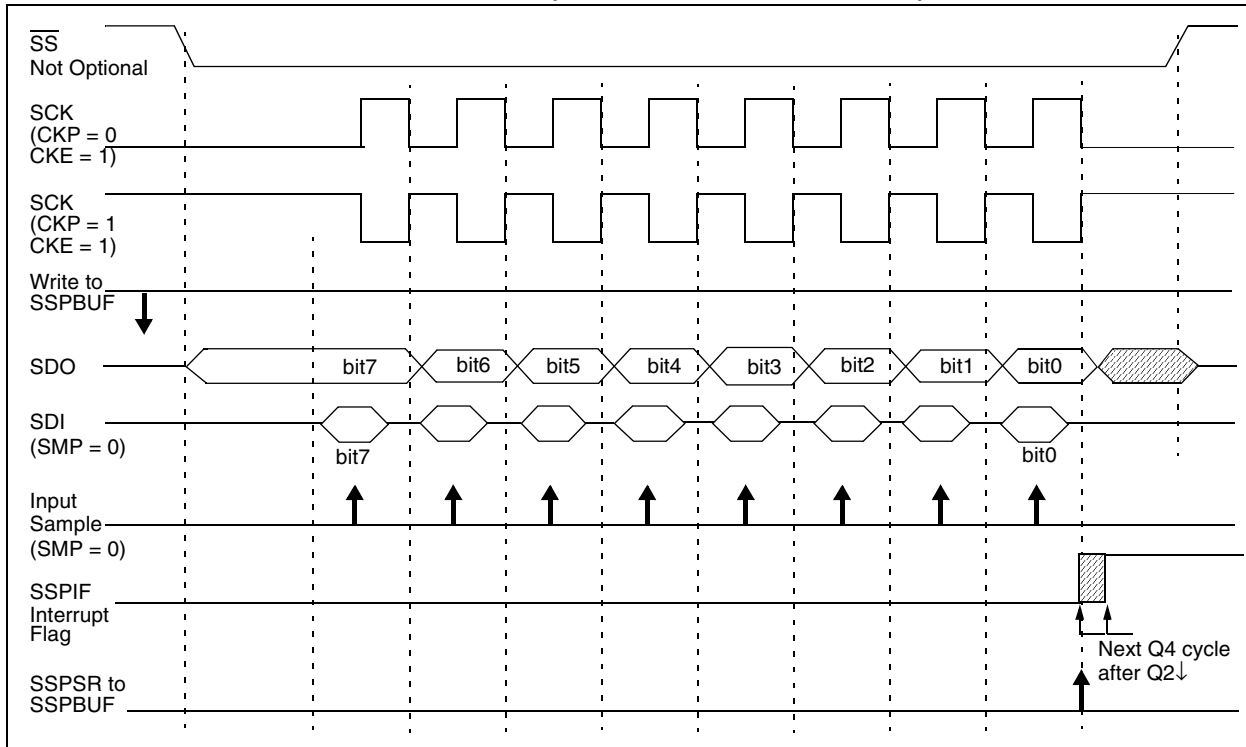 SS
Not Optional
SCK
(CKP = 0
CKE = 1)
SCK
(CKP = 1
CKE = 1)
Write to
SSPBUF
SDO
bit7 bit6 bit5 bit4 bit3 bit2 bit1 bit0
SDI
(SMP = 0)
bit7 bit0
Input
Sample
(SMP = 0)
SSPIF
Interrupt
Flag
Next Q4 cycle
after Q2↓
SSPSR to
SSPBUF